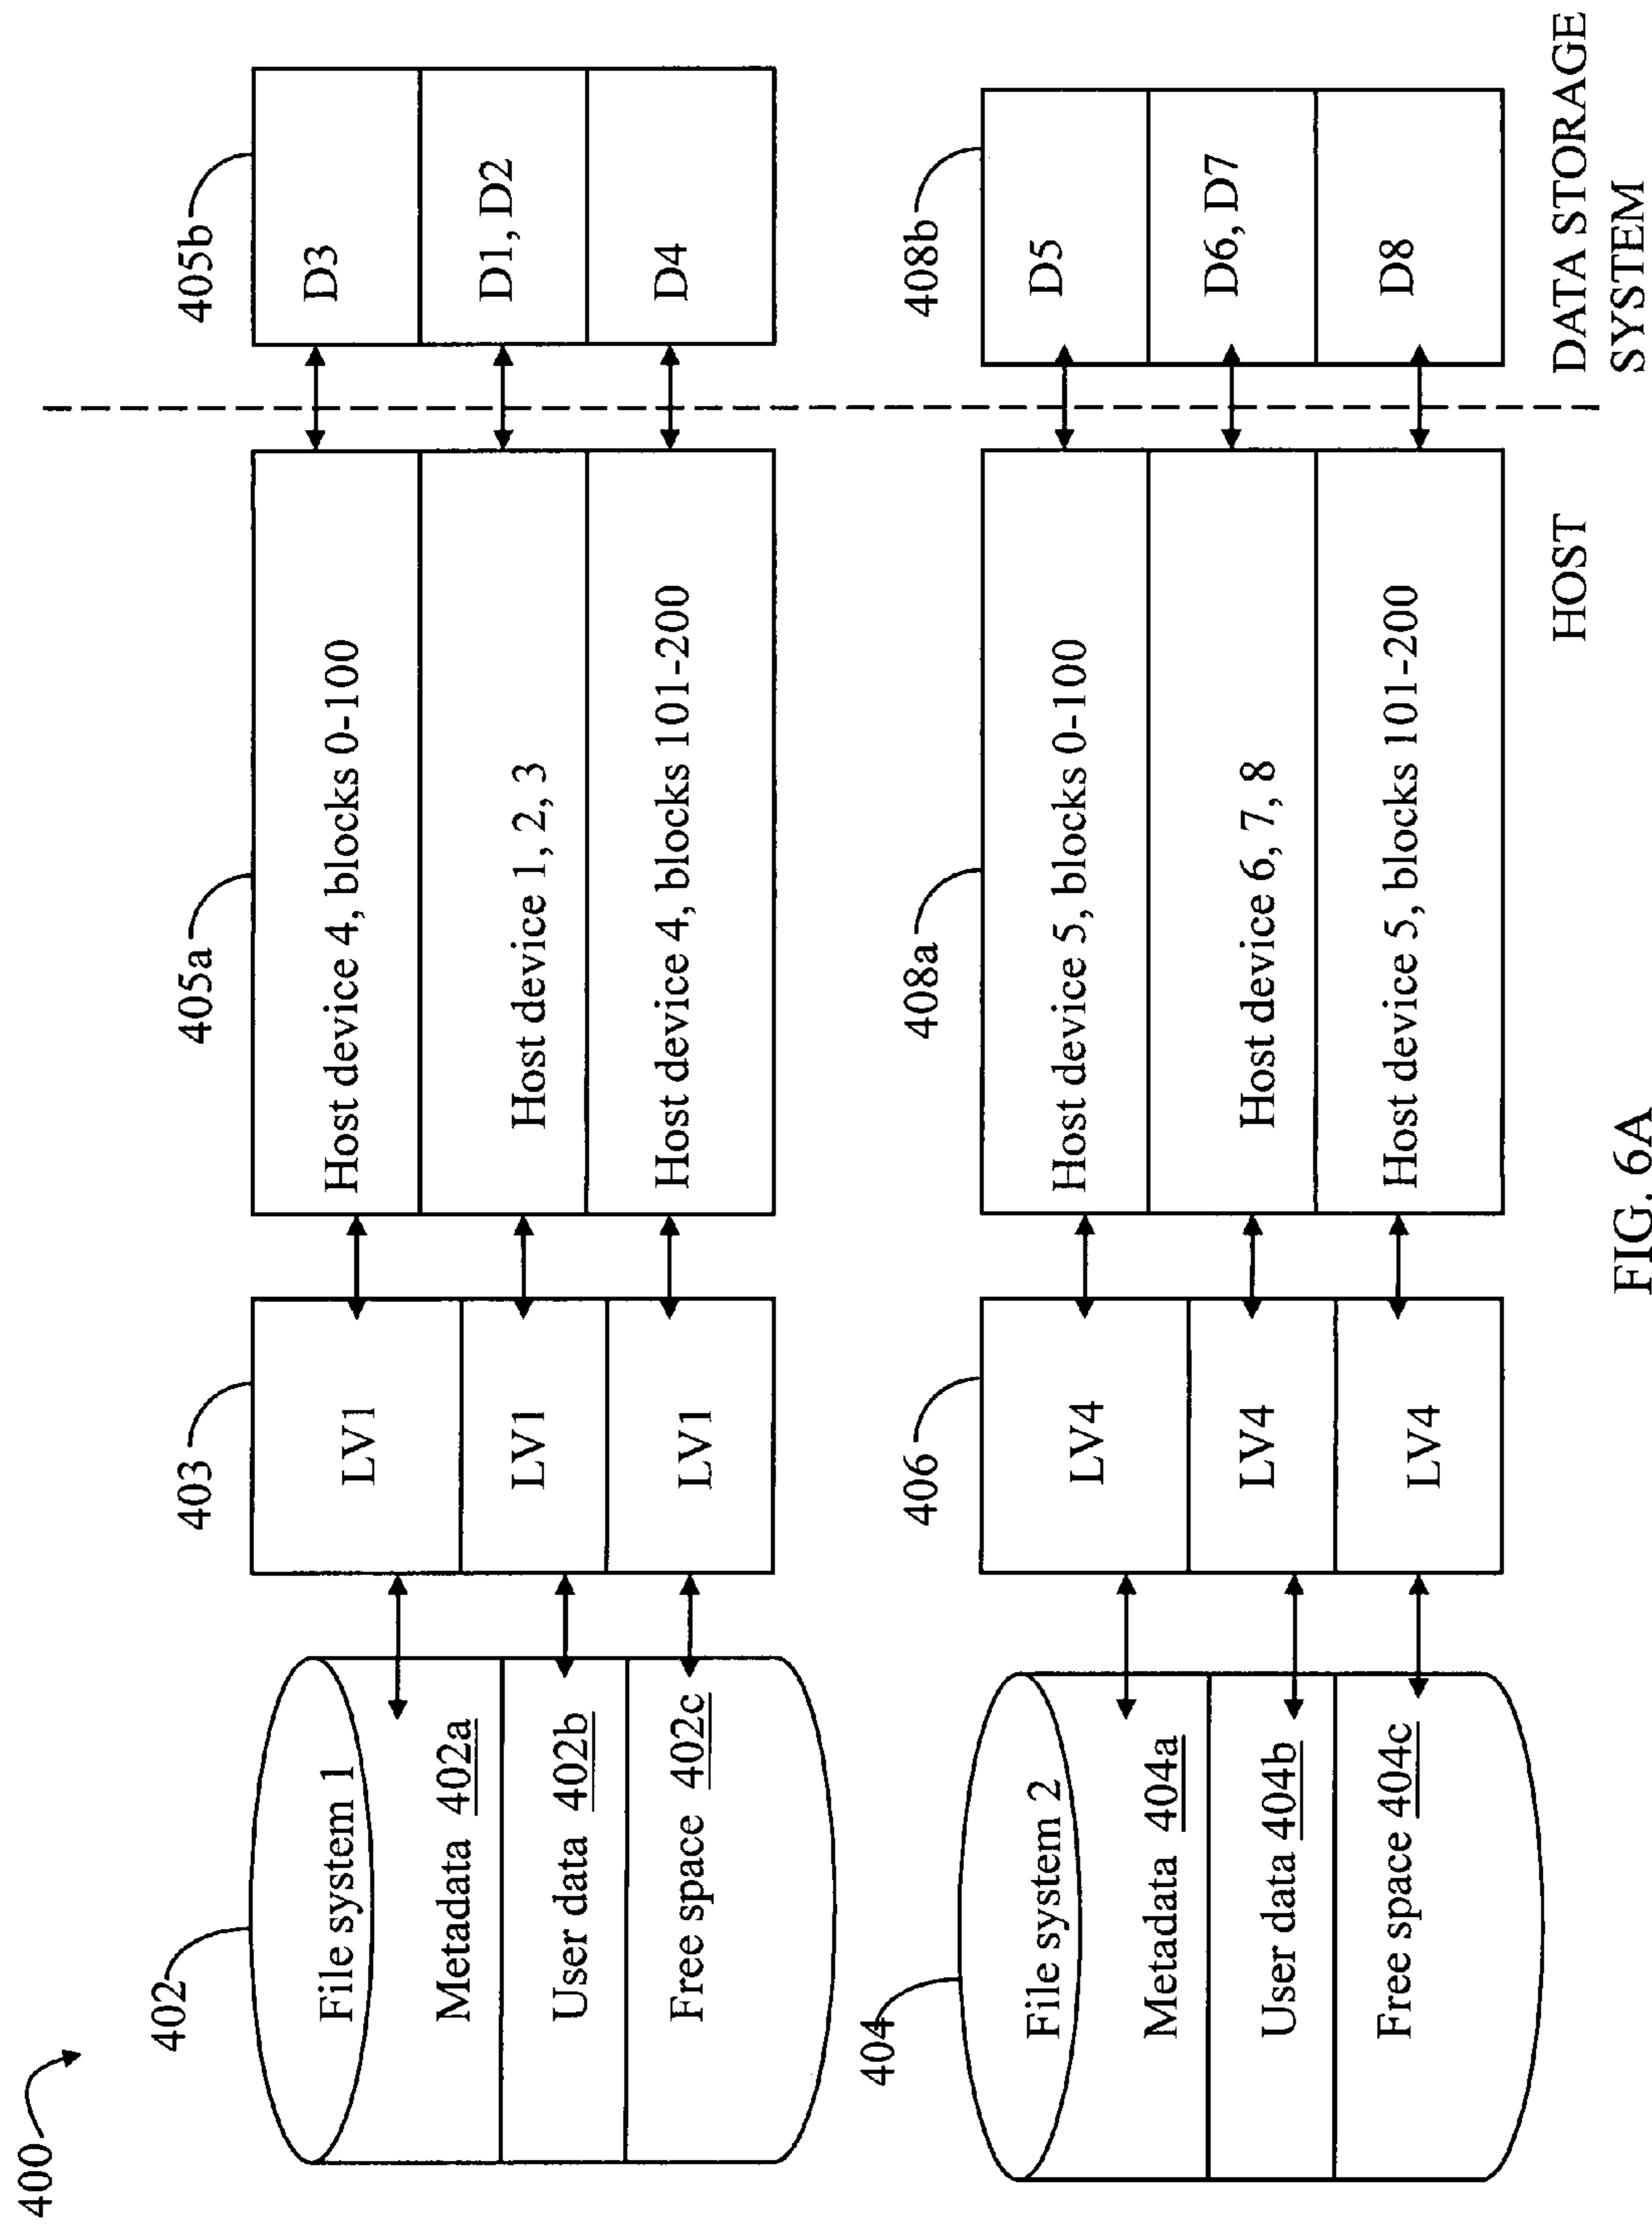 400
402
403
405a
405b
File system 1
Metadata 402a
User data 402b
Free space 402c
LV1
LV1
LV1
Host device 4, blocks 0-100
Host device 1, 2, 3
Host device 4, blocks 101-200
D3
D1, D2
D4
404
406
408a
408b
File system 2
Metadata 404a
User data 404b
Free space 404c
LV4
LV4
LV4
Host device 5, blocks 0-100
Host device 6, 7, 8
Host device 5, blocks 101-200
D5
D6, D7
D8
HOST
DATA STORAGE
SYSTEM
FIG. 6A